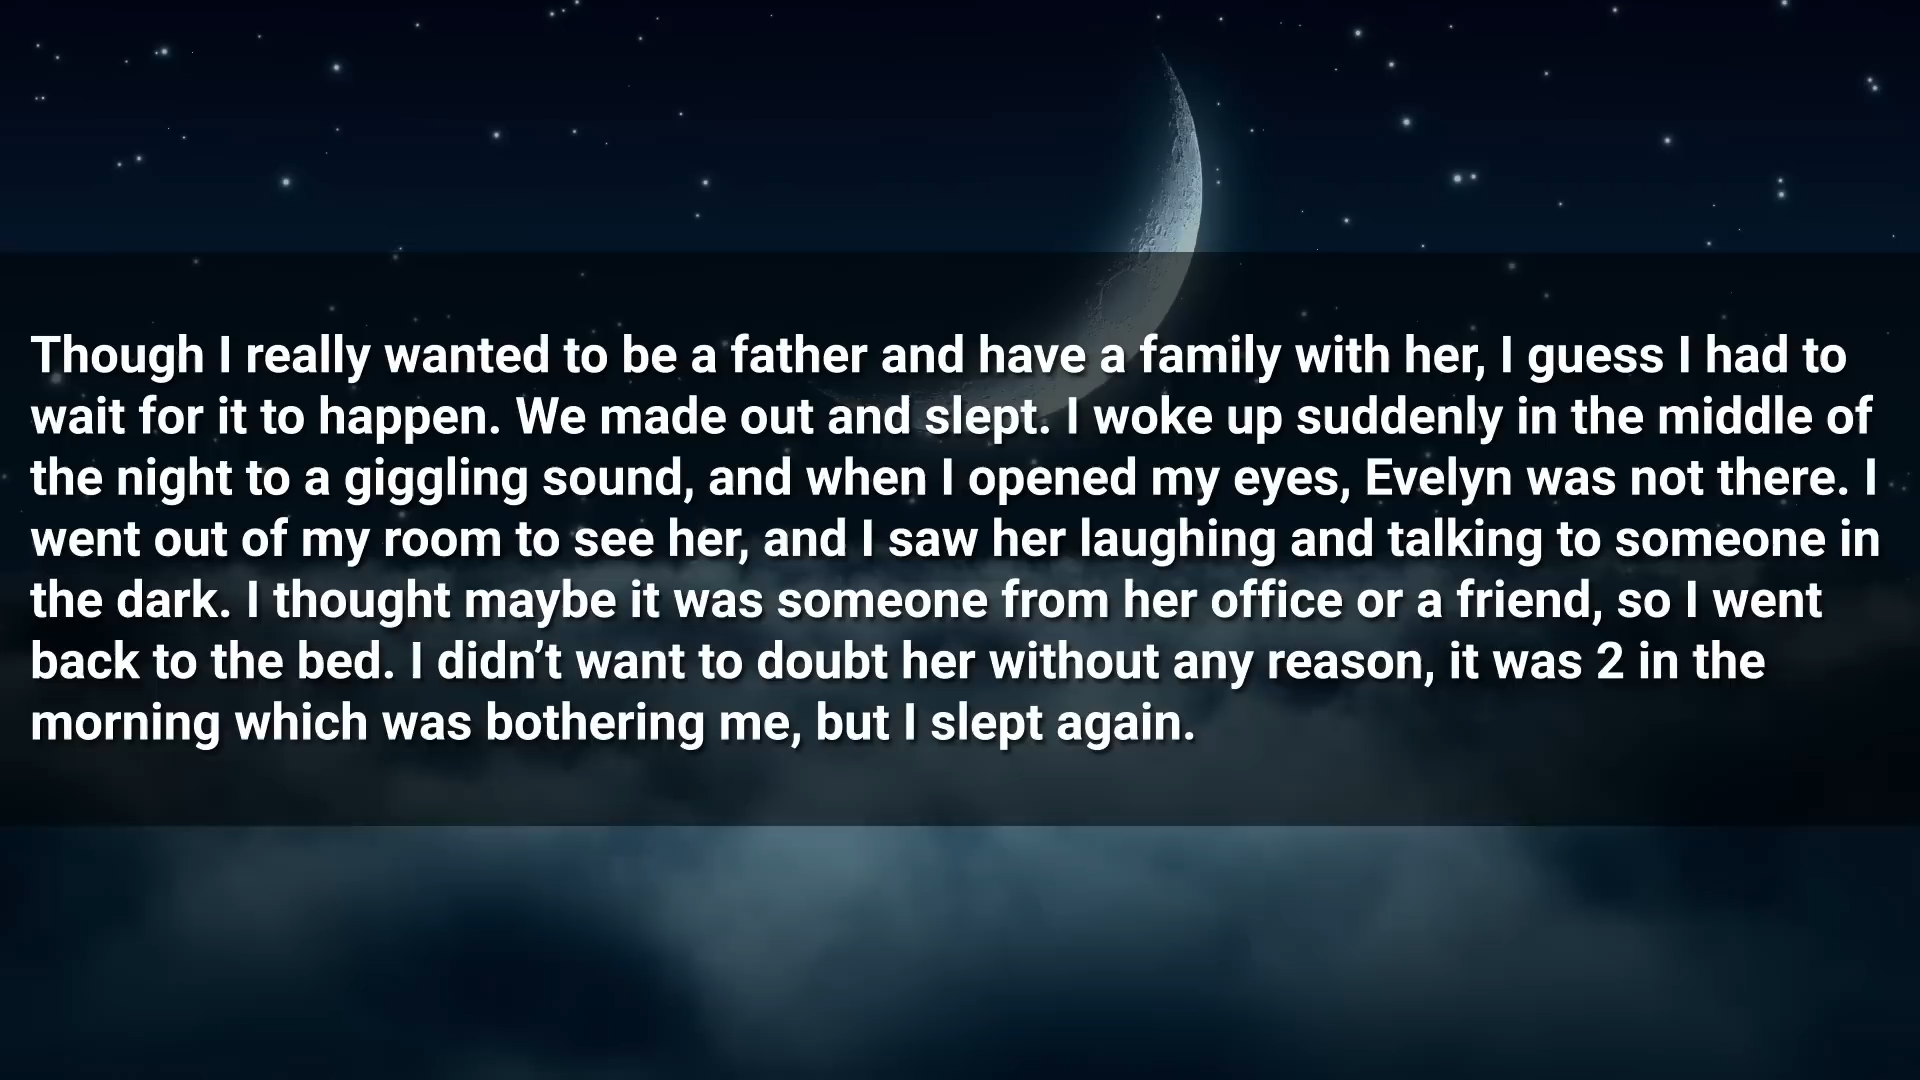 Though I really wanted to be a father and have a family with her, I guess I had to
wait for it to happen. We made out and slept. I woke up suddenly in the middle of
the night to a giggling sound, and when I opened my eyes, Evelyn was not there. I
went out of my room to see her, and I saw her laughing and talking to someone in
the dark. I thought maybe it was someone from her office or a friend, so I went
back to the bed. I didn’t want to doubt her without any reason, it was 2 in the
morning which was bothering me, but I slept again.